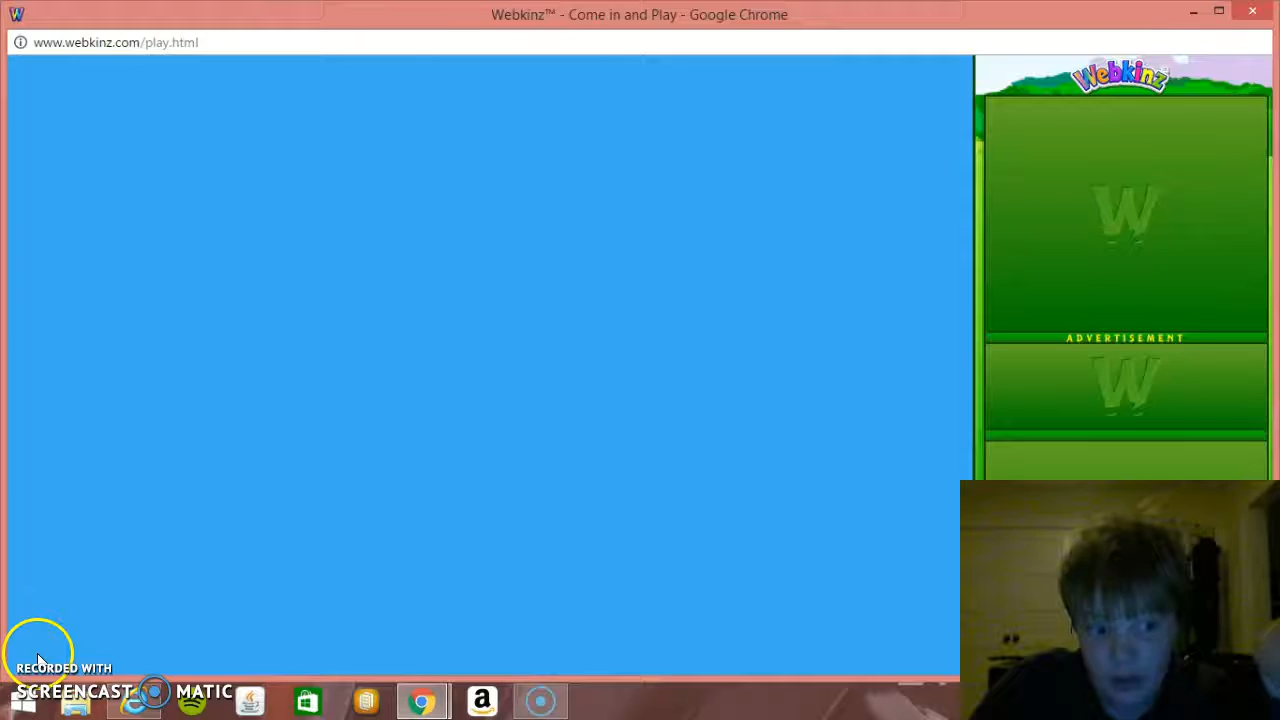 Webkinz™ - Come in and Play - Google Chrome
www.webkinz.com/play.html
Webkinz
W
ADVERTISEMENT
W
RECORDED WITH
SCREENCAST MATIC